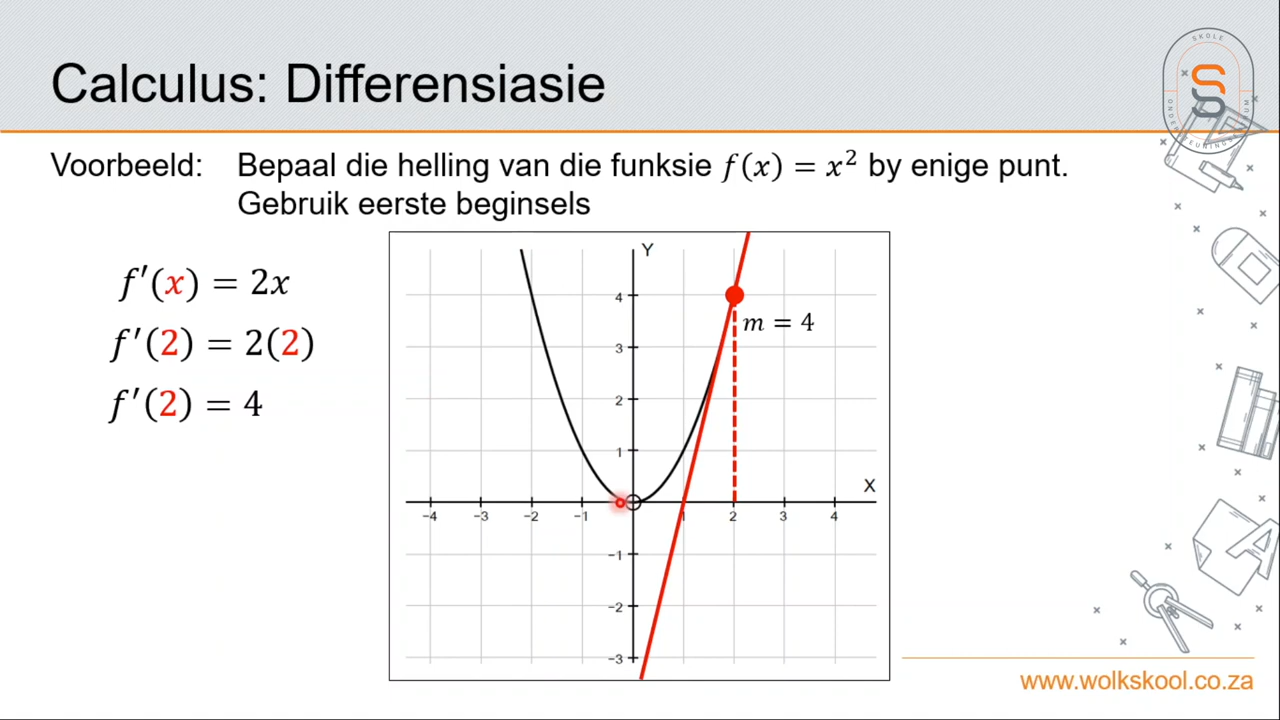 Calculus: Differensiasie
SKOLE
ONDERSTEUNINGSENTRUM
Voorbeeld: Bepaal die helling van die funksie f(x) = x² by enige punt.
Gebruik eerste beginsels
f′(x) = 2x
f′(2) = 2(2)
f′(2) = 4
Y
4
m = 4
3
2
1
X
-4 -3 -2 -1 1 2 3 4
-1
-2
-3
www.wolkskool.co.za